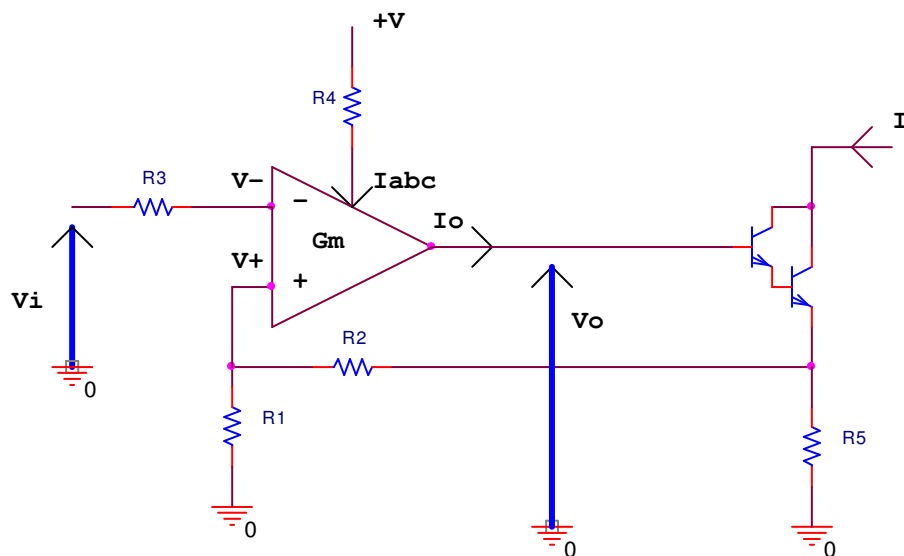 +V
R4
I
R3
V-
Iabc
-
Io
Gm
V+
+
Vi
Vo
R2
0
R1
R5
0
0
0